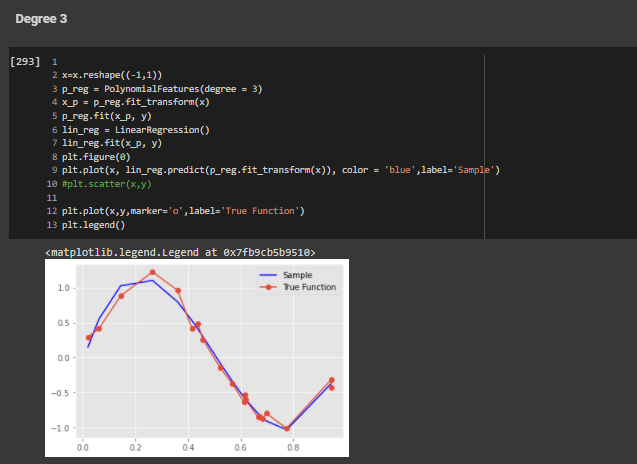 Degree 3
[293] 1
2 x=x.reshape((-1,1))
3 p_reg = PolynomialFeatures(degree = 3)
4 x_p = p_reg.fit_transform(x)
5 p_reg.fit(x_p, y)
6 lin_reg = LinearRegression()
7 lin_reg.fit(x_p, y)
8 plt.figure(0)
9 plt.plot(x, lin_reg.predict(p_reg.fit_transform(x)), color = 'blue',label='Sample')
10 #plt.scatter(x,y)
11
12 plt.plot(x,y,marker='o',label='True Function')
13 plt.legend()
<matplotlib.legend.Legend at 0x7fb9cb5b9510>
Sample
True Function
1.0
0.5
0.0
−0.5
−1.0
0.0 0.2 0.4 0.6 0.8